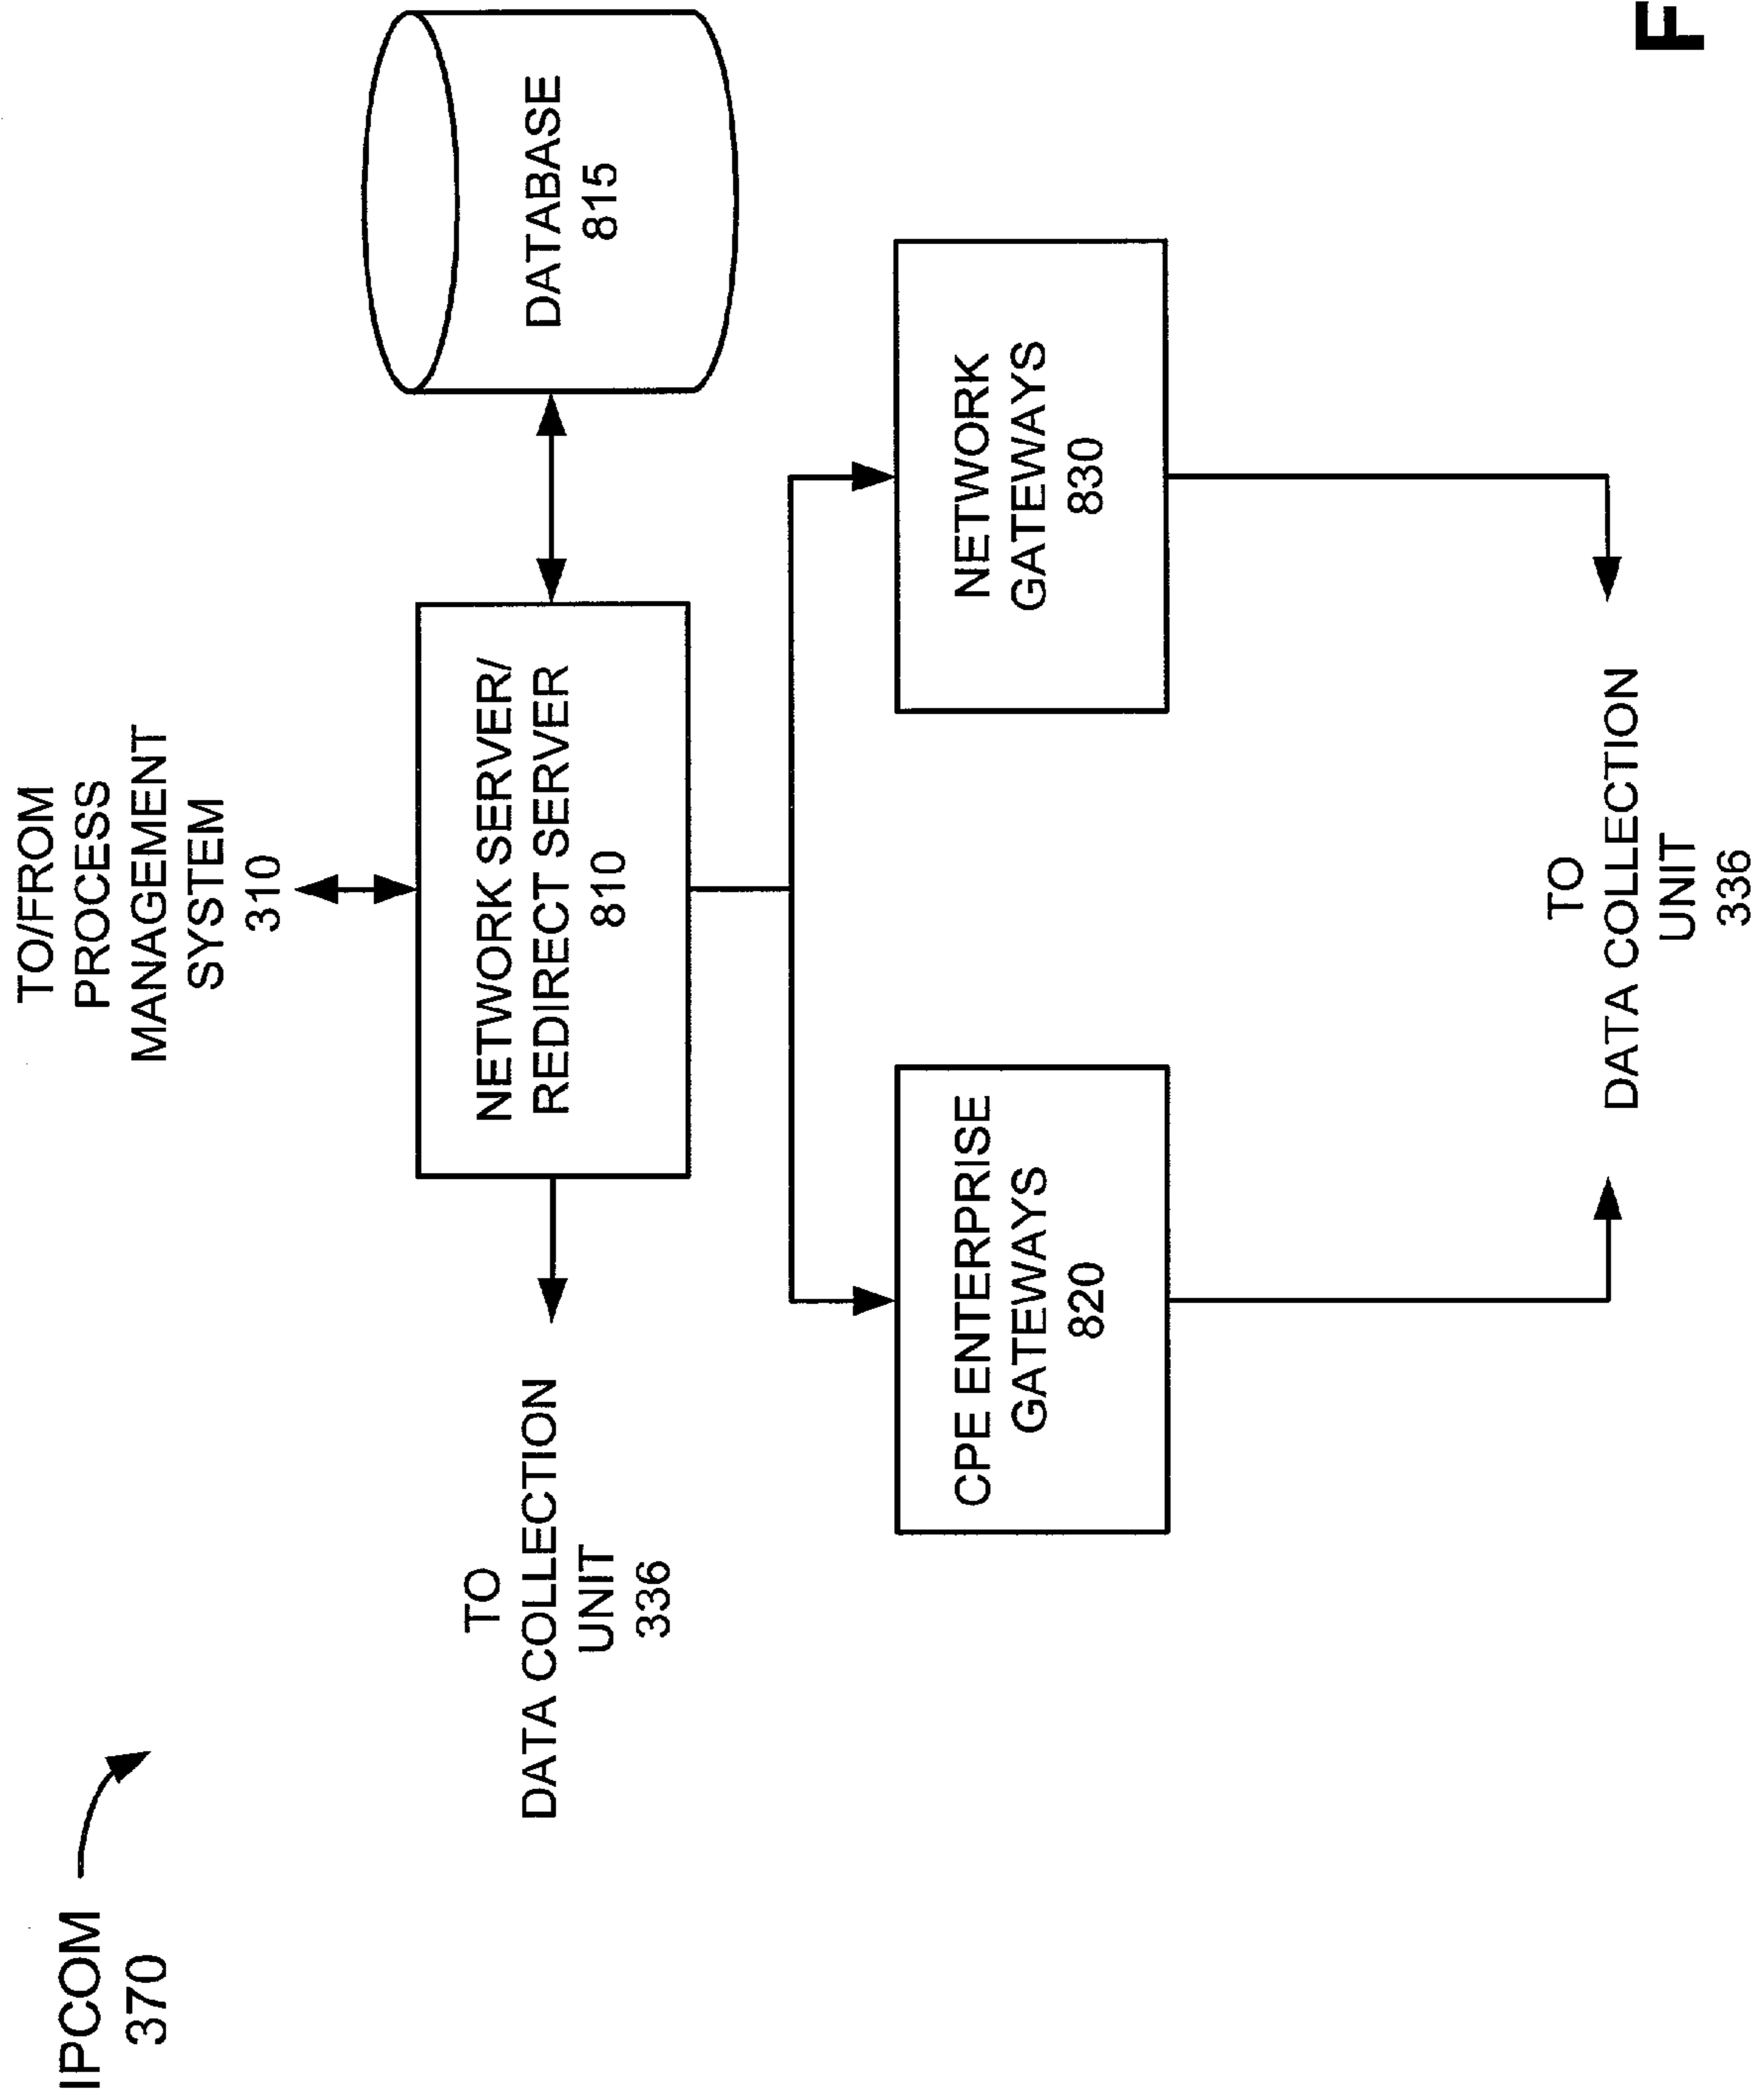 IPCOM
370
TO/FROM
PROCESS
MANAGEMENT
SYSTEM
310
NETWORK SERVER/
REDIRECT SERVER
810
DATABASE
815
TO
DATA COLLECTION
UNIT
336
CPE ENTERPRISE
GATEWAYS
820
NETWORK
GATEWAYS
830
TO
DATA COLLECTION
UNIT
336
F